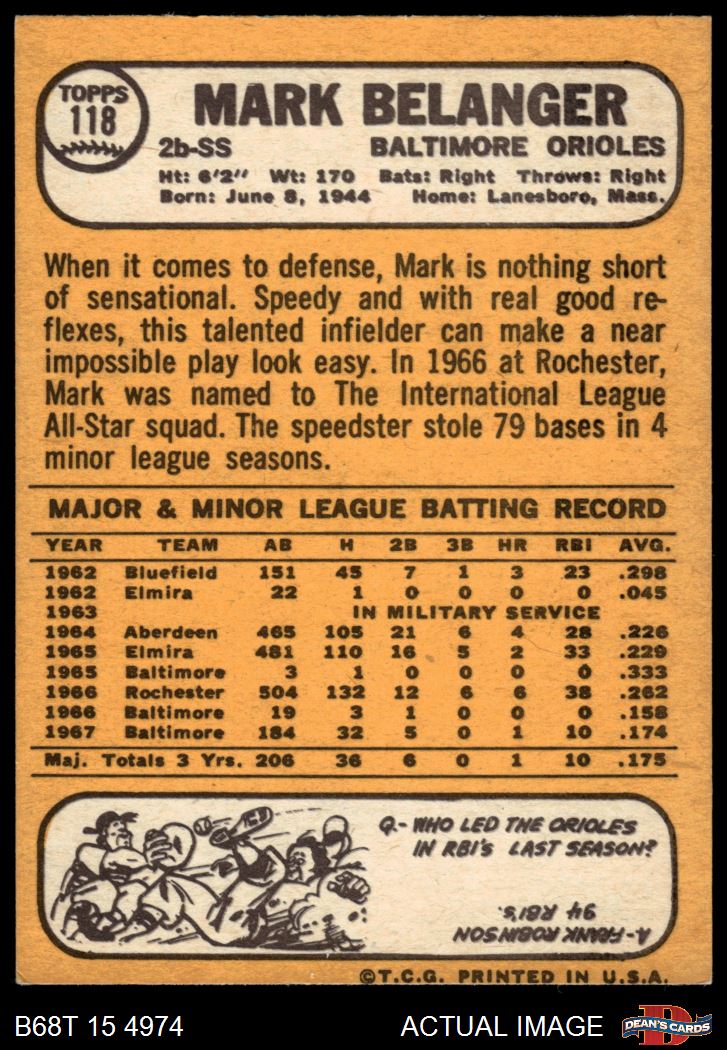 TOPPS
118
MARK BELANGER
2b-SS BALTIMORE ORIOLES
Ht: 6'2" Wt: 170 Bats: Right Throws: Right
Born: June 8, 1944 Home: Lanesboro, Mass.
When it comes to defense, Mark is nothing short
of sensational. Speedy and with real good re-
flexes, this talented infielder can make a near
impossible play look easy. In 1966 at Rochester,
Mark was named to The International League
All-Star squad. The speedster stole 79 bases in 4
minor league seasons.
MAJOR & MINOR LEAGUE BATTING RECORD
YEAR TEAM AB H 2B 3B HR RBI AVG.
1962 Bluefield 151 45 7 1 3 23 .298
1962 Elmira 22 1 0 0 0 0 .045
1963 IN MILITARY SERVICE
1964 Aberdeen 465 105 21 6 4 28 .226
1965 Elmira 481 110 16 5 2 33 .229
1965 Baltimore 3 1 0 0 0 0 .333
1966 Rochester 504 132 12 6 6 38 .262
1966 Baltimore 19 3 1 0 0 0 .158
1967 Baltimore 184 32 5 0 1 10 .174
Maj. Totals 3 Yrs. 206 36 6 0 1 10 .175
Q.- WHO LED THE ORIOLES
IN RBI'S LAST SEASON?
A-FRANK ROBINSON
94 RBI'S.
©T.C.G. PRINTED IN U.S.A.
B68T 15 4974 ACTUAL IMAGE
D
DEAN'S CARDS